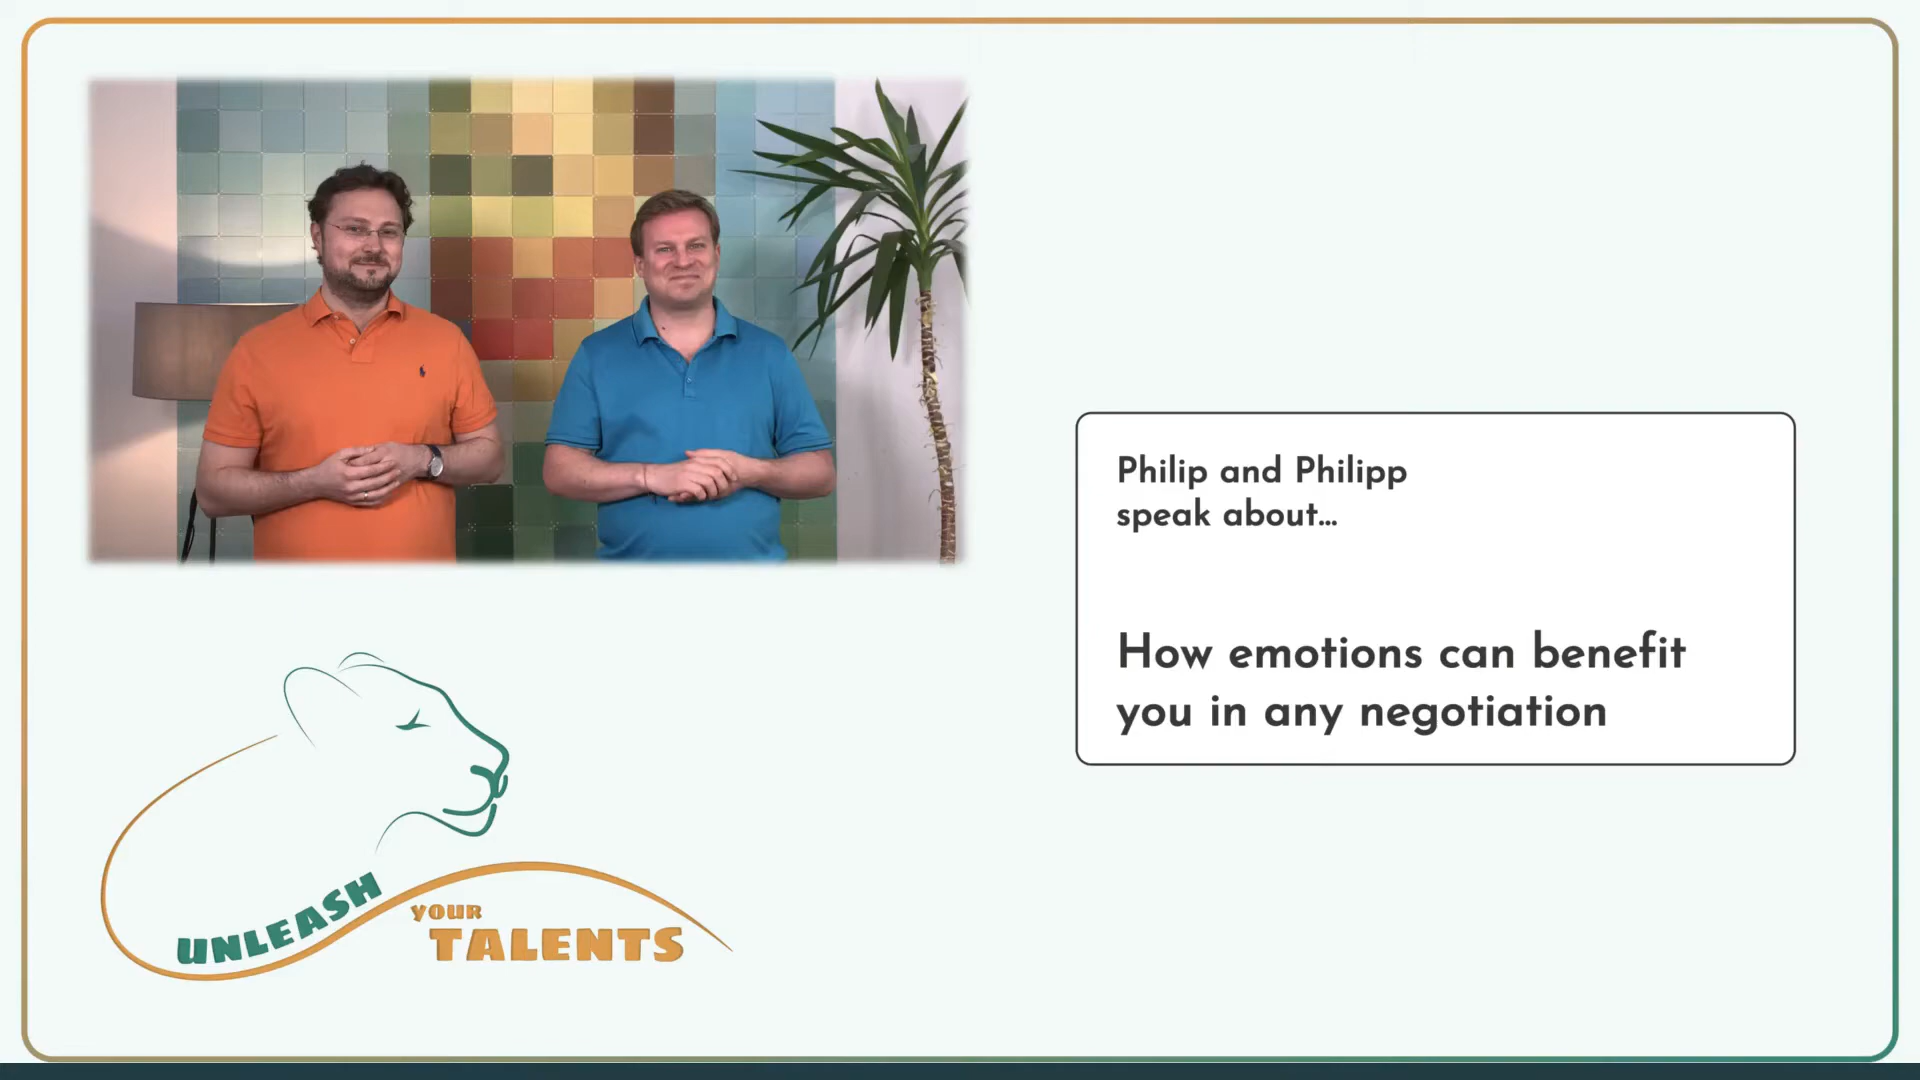 Philip and Philipp
speak about...
How emotions can benefit
you in any negotiation
UNLEASH
YOUR
TALENTS